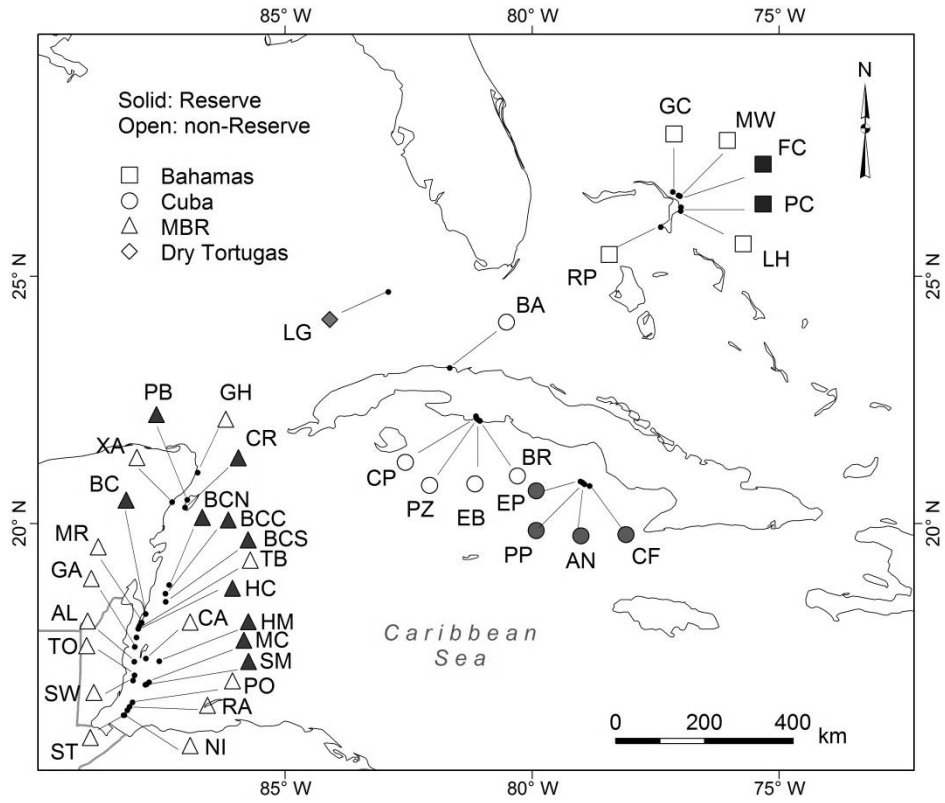 85° W 80° W 75° W
N
Solid: Reserve
Open: non-Reserve
Bahamas
Cuba
MBR
Dry Tortugas
GC
MW
FC
PC
LH
RP
25° N
25° N
LG
BA
PB
GH
XA
CR
BC
BCN
BCC
BCS
MR
TB
GA
HC
AL
CA
HM
TO
MC
SM
SW
PO
RA
ST
NI
CP
PZ
EB
BR
EP
PP
AN
CF
20° N
20° N
Caribbean
Sea
0 200 400
km
85° W 80° W 75° W